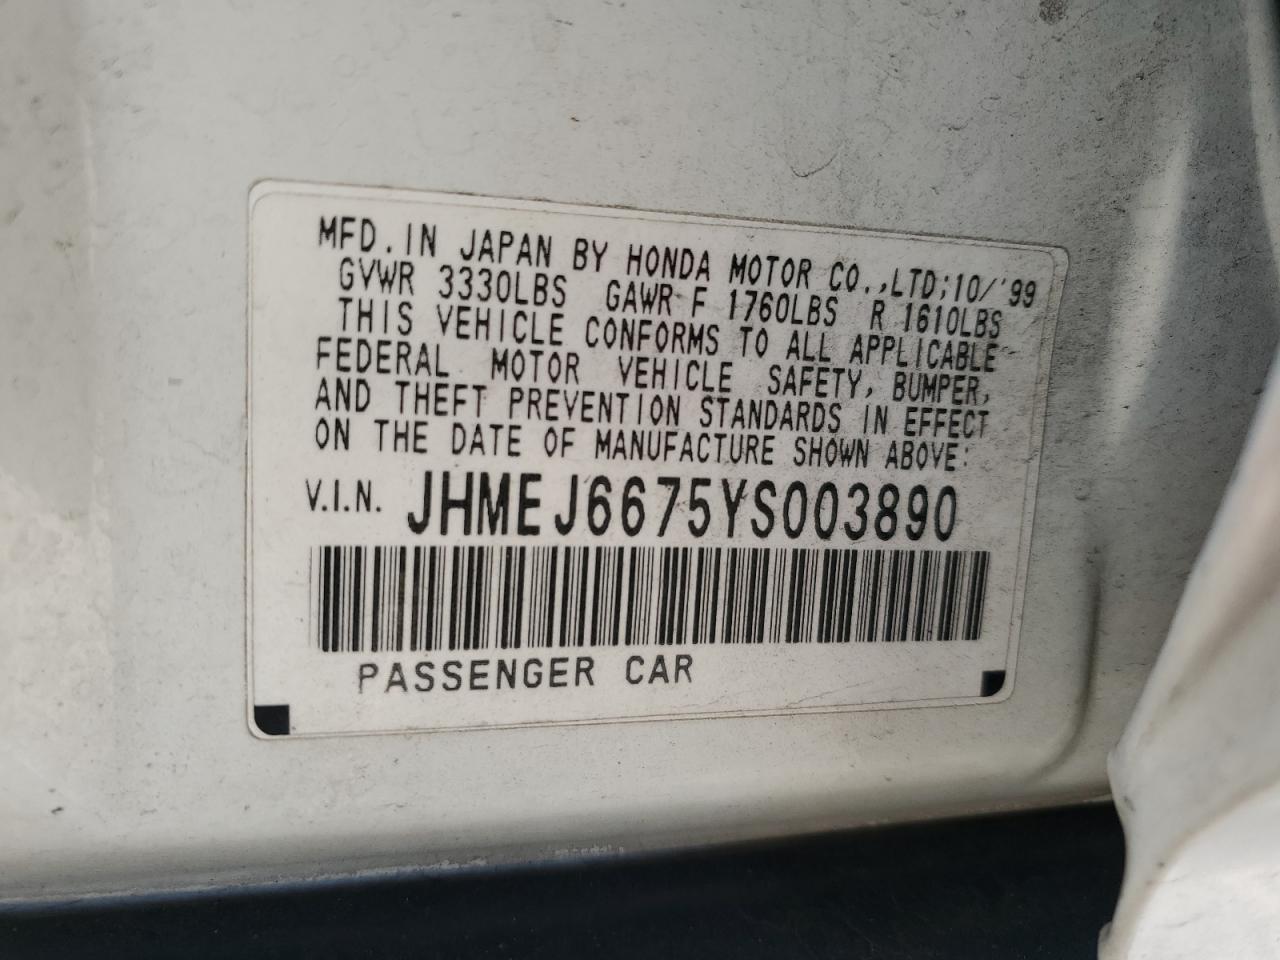 MFD. IN JAPAN BY HONDA MOTOR CO.,LTD;10/'99
GVWR 3330LBS GAWR F 1760LBS R 1610LBS
THIS VEHICLE CONFORMS TO ALL APPLICABLE
FEDERAL MOTOR VEHICLE SAFETY, BUMPER,
AND THEFT PREVENTION STANDARDS IN EFFECT
ON THE DATE OF MANUFACTURE SHOWN ABOVE:
V.I.N. JHMEJ6675YS003890
PASSENGER CAR